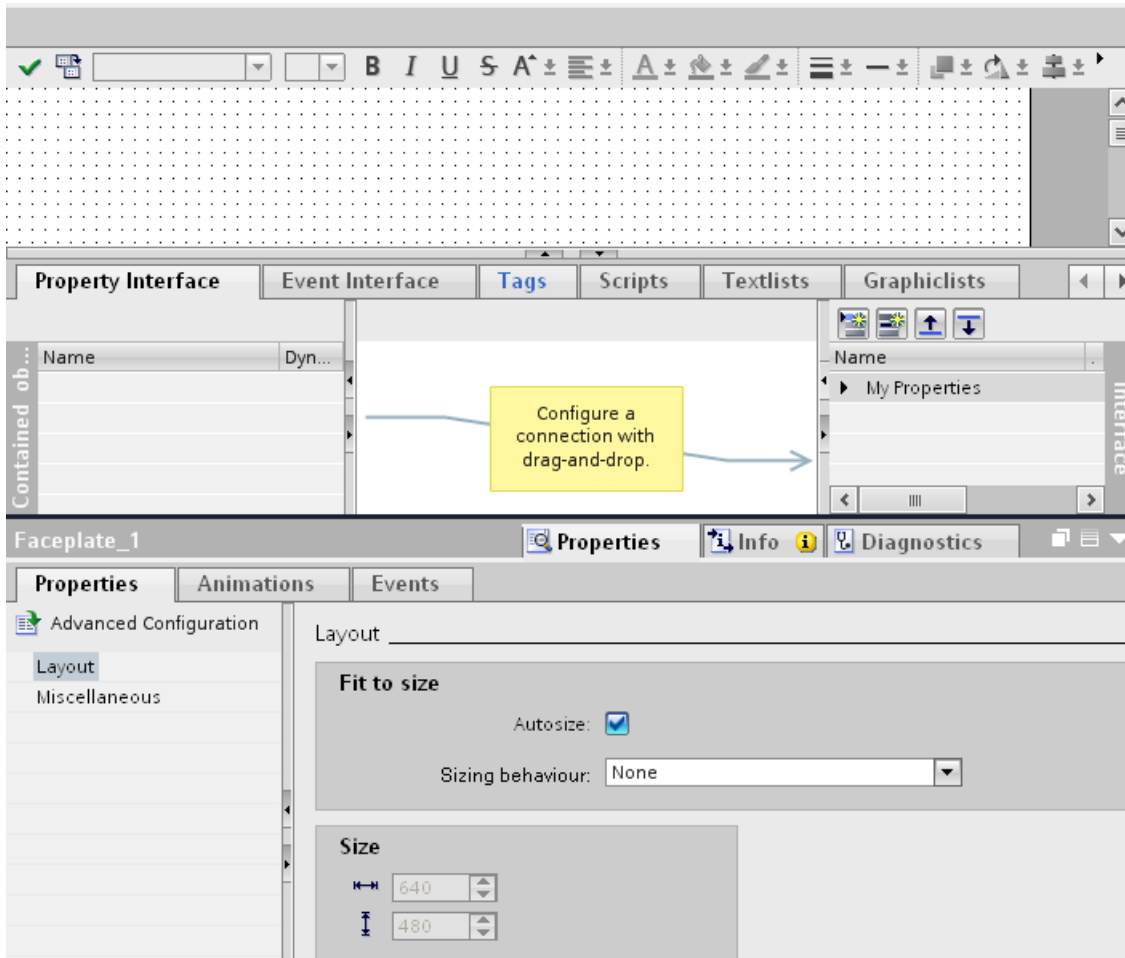 B I U S A A
Property Interface Event Interface Tags Scripts Textlists Graphiclists
Contained ob...
Name Dyn...
Configure a
connection with
drag-and-drop.
Name .
My Properties
Interface
Faceplate_1 Properties Info Diagnostics
Properties Animations Events
Advanced Configuration
Layout
Miscellaneous
Layout
Fit to size
Autosize:
Sizing behaviour: None
Size
640
480